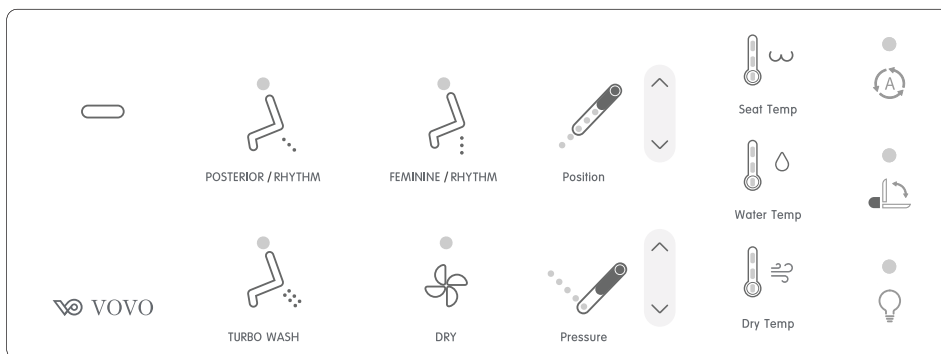 Seat Temp
A
POSTERIOR / RHYTHM
FEMININE / RHYTHM
Position
Water Temp
VOVO
TURBO WASH
DRY
Pressure
Dry Temp